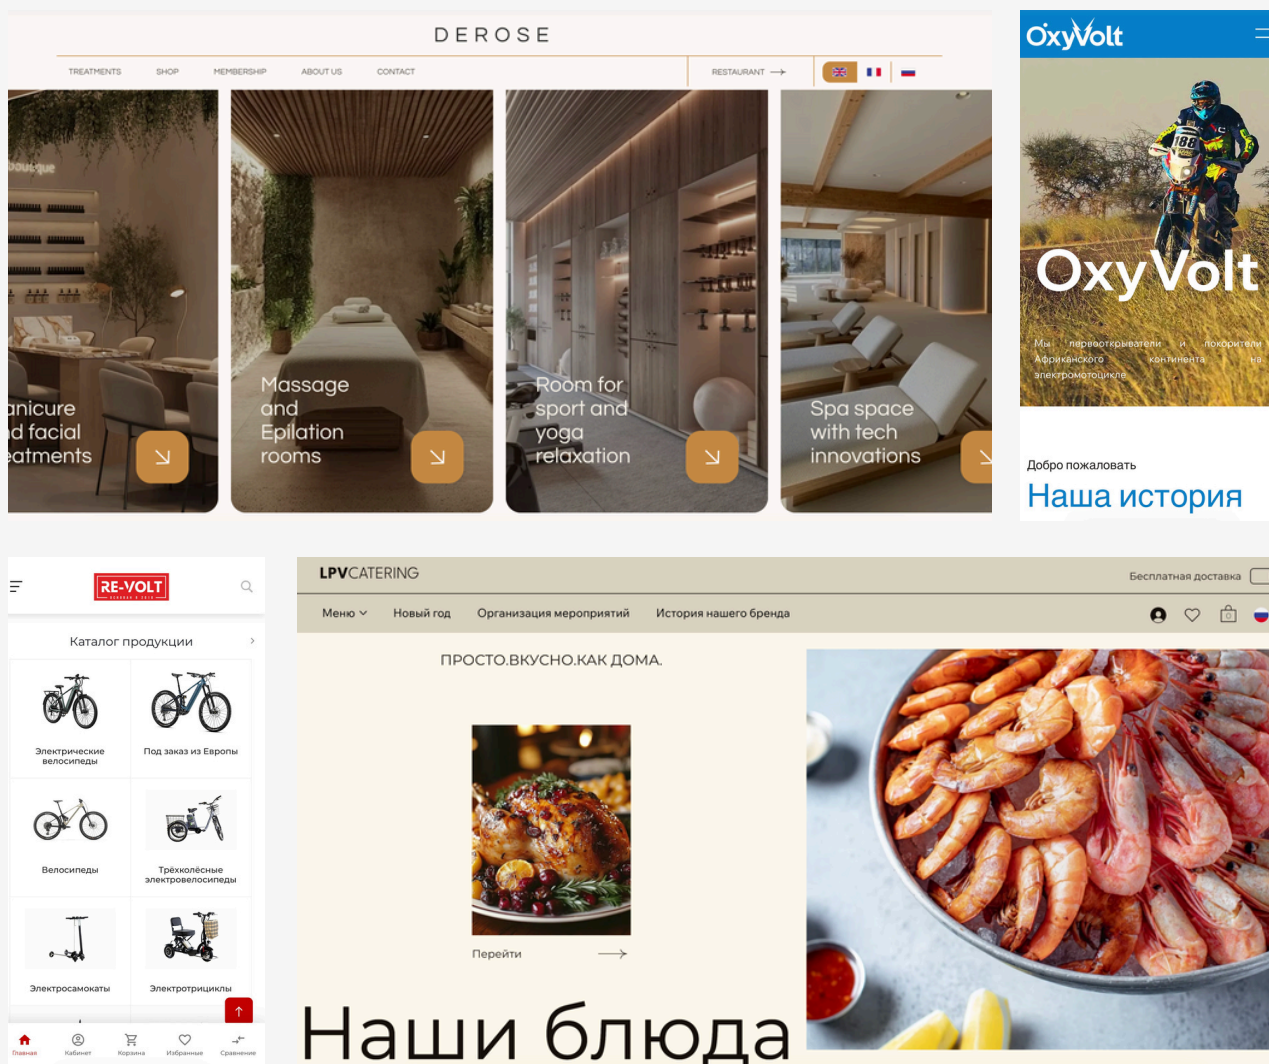 DEROSE
TREATMENTS SHOP MEMBERSHIP ABOUT US CONTACT RESTAURANT
anicure
d facial
eatments
Massage
and
Epilation
rooms
Room for
sport and
yoga
relaxation
Spa space
with tech
innovations
OxyVolt
188
OxyVolt
Мы первооткрыватели и покорители
Африканского континента на
электромотоцикле
Добро пожаловать
Наша история
RE-VOLT
Каталог продукции
Электрические
велосипеды
Под заказ из Европы
Велосипеды
Трёхколёсные
электровелосипеды
Электросамокаты
Электротрициклы
Главная Кабинет Корзина Избранные Сравнение
LPVCATERING
Бесплатная доставка
Меню Новый год Организация мероприятий История нашего бренда
0
ПРОСТО.ВКУСНО.КАК ДОМА.
Перейти
Наши блюда